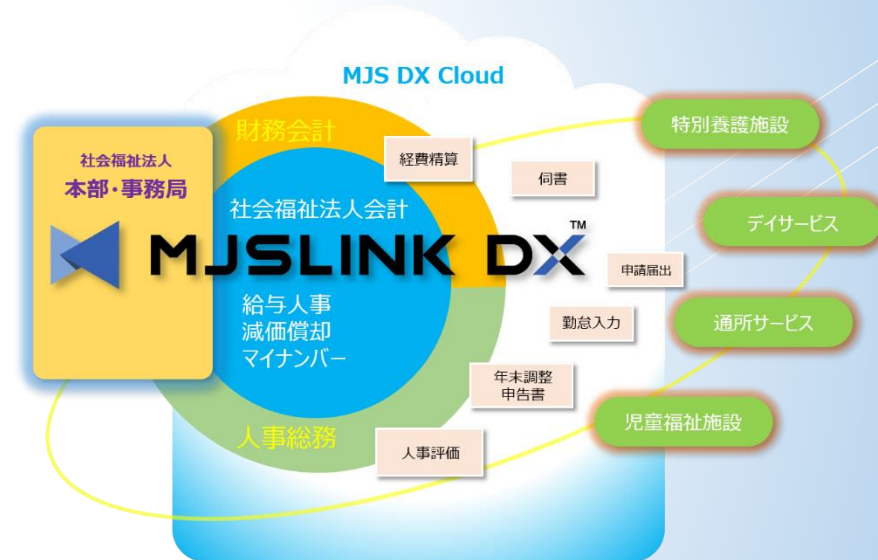 MJS DX Cloud
財務会計
社会福祉法人
本部・事務局
社会福祉法人会計
MJSLINK DX™
給与人事
減価償却
マイナンバー
人事総務
経費精算
伺書
申請届出
勤怠入力
年末調整
申告書
人事評価
特別養護施設
デイサービス
通所サービス
児童福祉施設